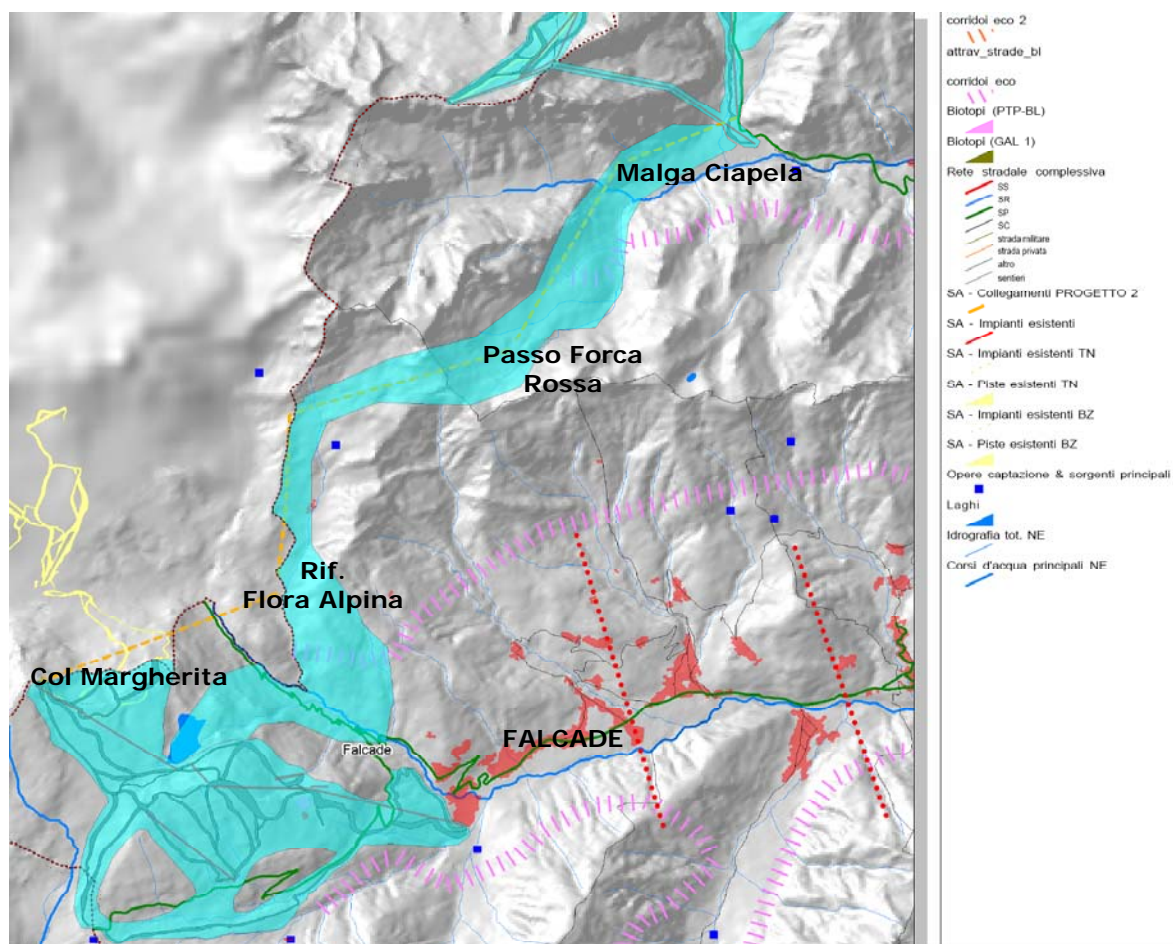 Malga Ciapela
Passo Forca
Rossa
Rif.
Flora Alpina
Col Margherita
Falcade
FALCADE
corridoi eco 2
attrav_strade_bl
corridoi eco
Biotopi (PTP-BL)
Biotopi (GAL 1)
Rete stradale complessiva
SS
SR
SP
SC
strada militare
strada privata
altro
sentieri
SA - Collegamenti PROGETTO 2
SA - Impianti esistenti
SA - Impianti esistenti TN
SA - Piste esistenti TN
SA - Impianti esistenti BZ
SA - Piste esistenti BZ
Opere captazione & sorgenti principali
Laghi
Idrografia tot. NE
Corsi d'acqua principali NE